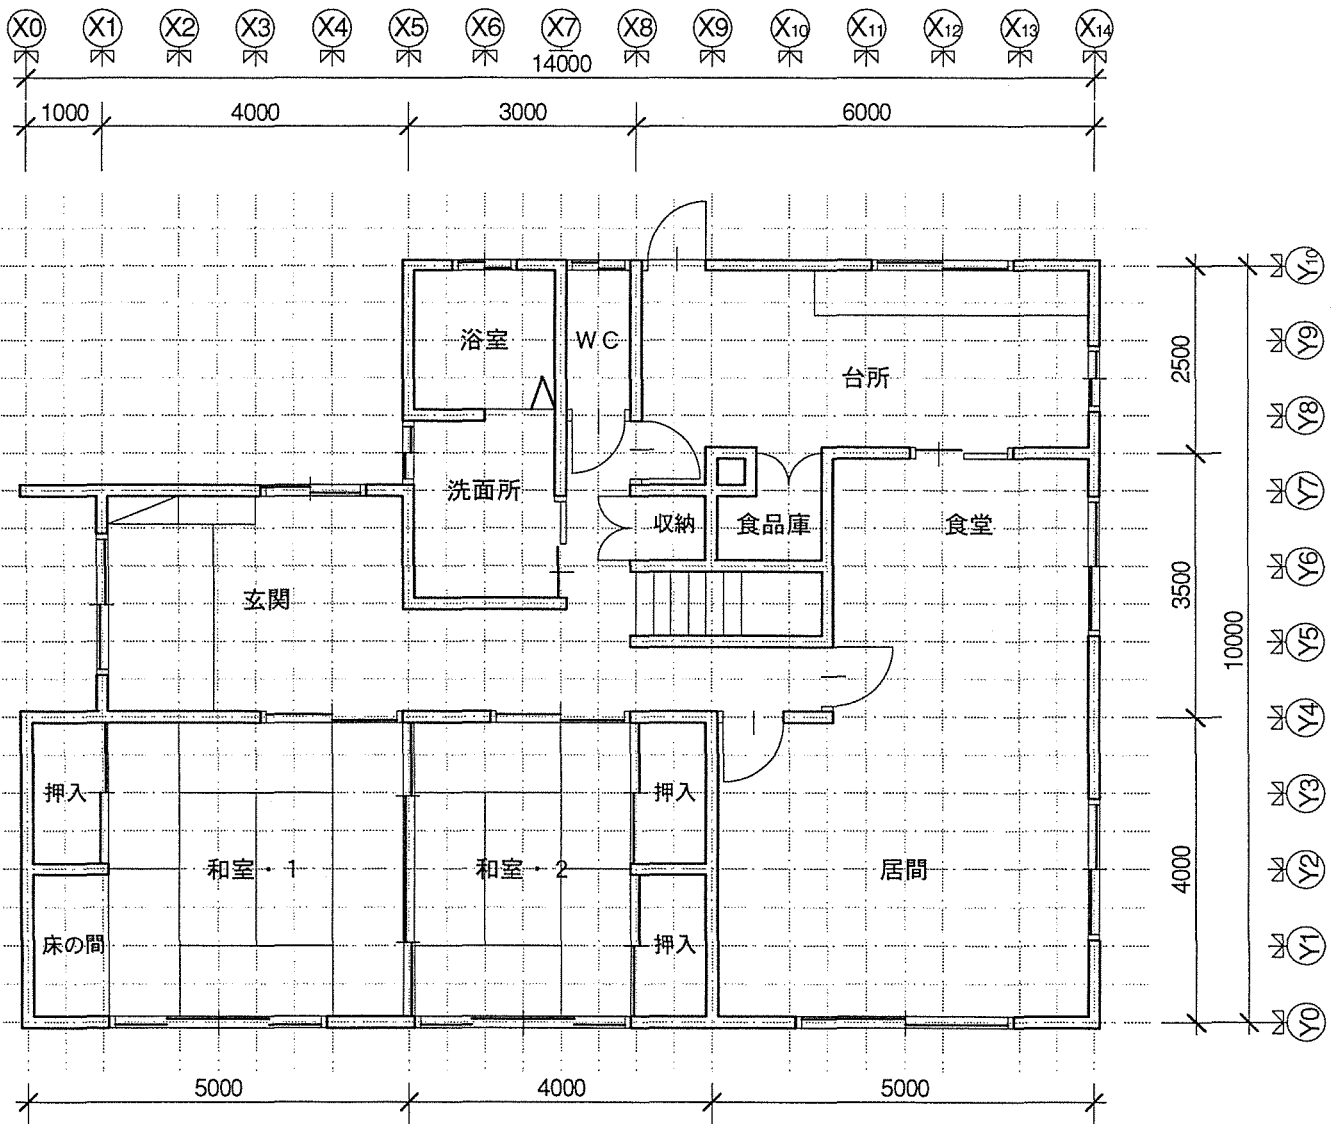 X0 X1 X2 X3 X4 X5 X6 X7 X8 X9 X10 X11 X12 X13 X14
14000
1000 4000 3000 6000
Y10
浴室 WC Y9
台所 2500
Y8
洗面所 Y7
収納 食品庫 食堂
Y6
玄関 3500
10000
Y5
Y4
押入 押入 Y3
和室・1 和室・2 居間 4000 Y2
床の間 押入 Y1
Y0
5000 4000 5000